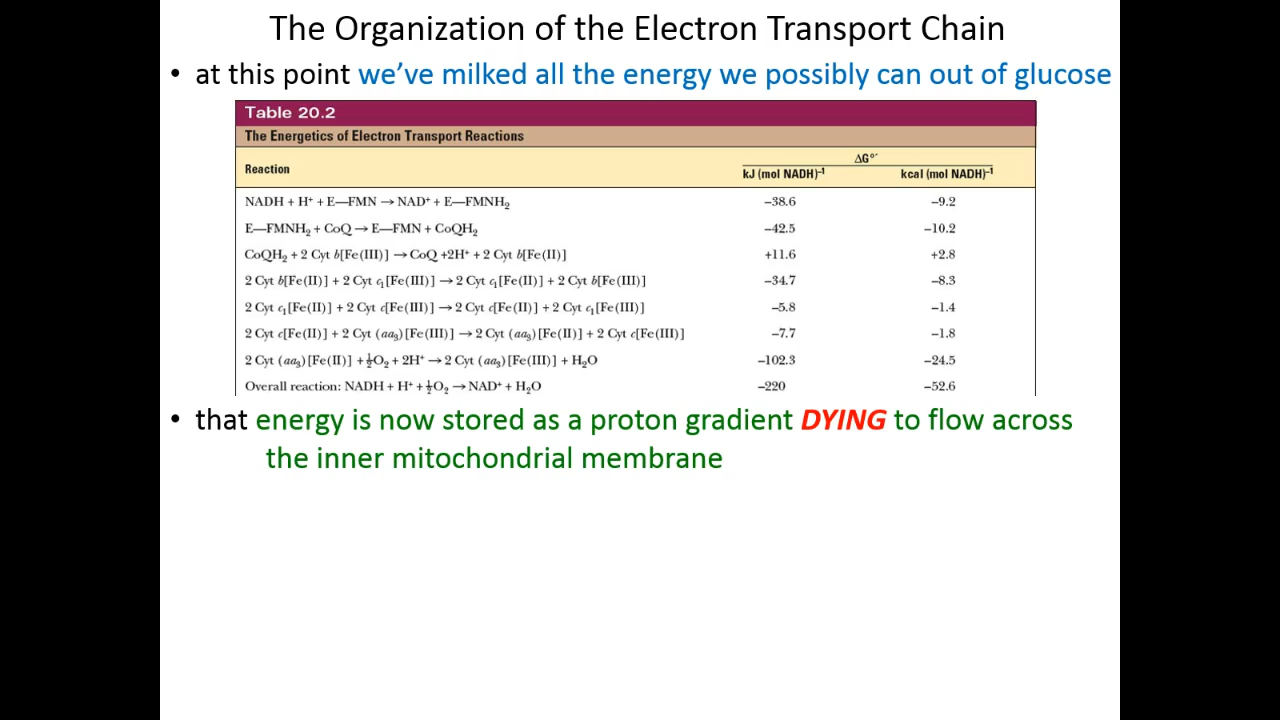 The Organization of the Electron Transport Chain
• at this point we've milked all the energy we possibly can out of glucose
Table 20.2
The Energetics of Electron Transport Reactions
ΔG°′
Reaction kJ (mol NADH)⁻¹ kcal (mol NADH)⁻¹
NADH + H⁺ + E—FMN → NAD⁺ + E—FMNH₂ –38.6 –9.2
E—FMNH₂ + CoQ → E—FMN + CoQH₂ –42.5 –10.2
CoQH₂ + 2 Cyt b[Fe(III)] → CoQ +2H⁺ + 2 Cyt b[Fe(II)] +11.6 +2.8
2 Cyt b[Fe(II)] + 2 Cyt c₁[Fe(III)] → 2 Cyt c₁[Fe(II)] + 2 Cyt b[Fe(III)] –34.7 –8.3
2 Cyt c₁[Fe(II)] + 2 Cyt c[Fe(III)] → 2 Cyt c[Fe(II)] + 2 Cyt c₁[Fe(III)] –5.8 –1.4
2 Cyt c[Fe(II)] + 2 Cyt (aa₃)[Fe(III)] → 2 Cyt (aa₃)[Fe(II)] + 2 Cyt c[Fe(III)] –7.7 –1.8
2 Cyt (aa₃)[Fe(II)] + ½O₂ + 2H⁺ → 2 Cyt (aa₃)[Fe(III)] + H₂O –102.3 –24.5
Overall reaction: NADH + H⁺ + ½O₂ → NAD⁺ + H₂O –220 –52.6
• that energy is now stored as a proton gradient DYING to flow across
the inner mitochondrial membrane